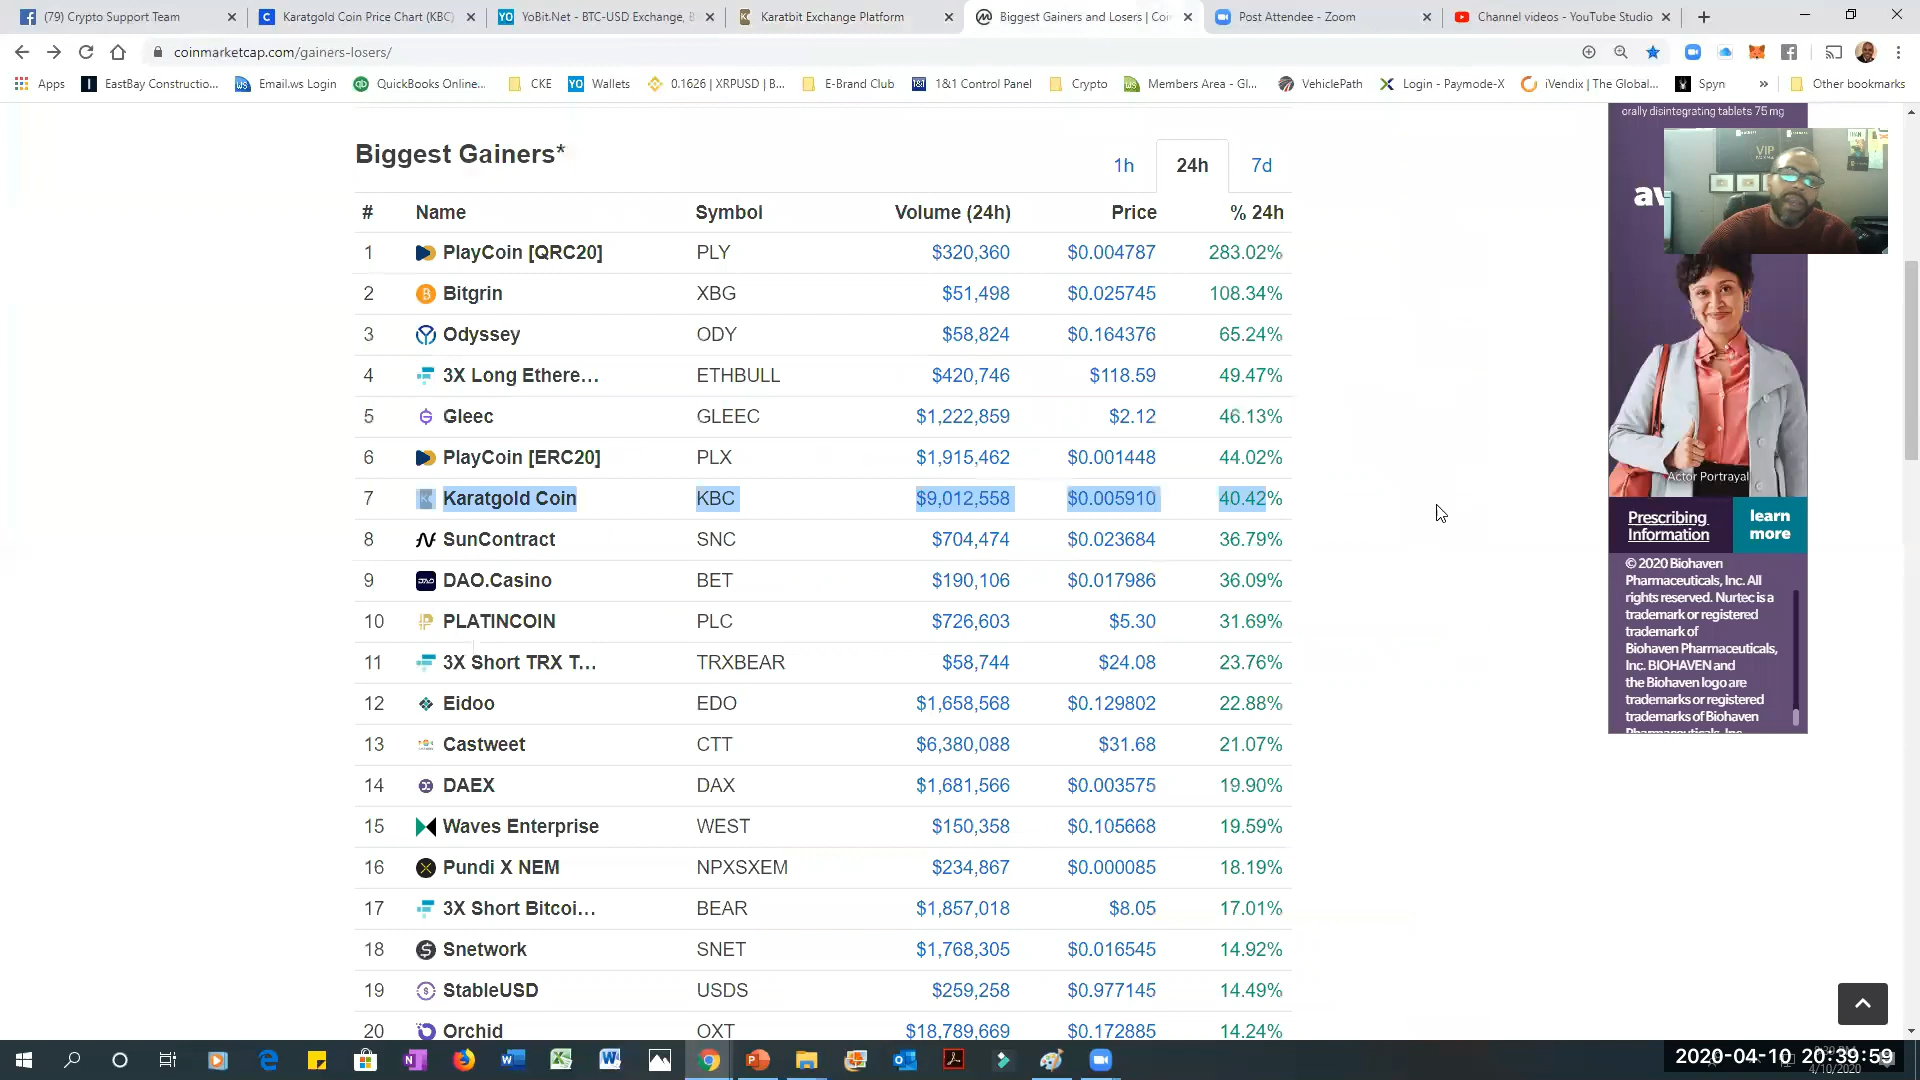 (79) Crypto Support Team
Karatgold Coin Price Chart (KBC)
YoBit.Net - BTC-USD Exchange, B
Karatbit Exchange Platform
Biggest Gainers and Losers | Coi
Post Attendee - Zoom
Channel videos - YouTube Studio
coinmarketcap.com/gainers-losers/
Apps
EastBay Constructio...
Email.ws Login
QuickBooks Online...
CKE
Wallets
0.1626 | XRPUSD | B...
E-Brand Club
1&1 Control Panel
Crypto
Members Area - Gl...
VehiclePath
Login - Paymode-X
iVendix | The Global...
Spyn
»
Other bookmarks
Biggest Gainers*
1h 24h 7d
# Name Symbol Volume (24h) Price % 24h
1 PlayCoin [QRC20] PLY $320,360 $0.004787 283.02%
2 Bitgrin XBG $51,498 $0.025745 108.34%
3 Odyssey ODY $58,824 $0.164376 65.24%
4 3X Long Ethere... ETHBULL $420,746 $118.59 49.47%
5 Gleec GLEEC $1,222,859 $2.12 46.13%
6 PlayCoin [ERC20] PLX $1,915,462 $0.001448 44.02%
7 Karatgold Coin KBC $9,012,558 $0.005910 40.42%
8 SunContract SNC $704,474 $0.023684 36.79%
9 DAO.Casino BET $190,106 $0.017986 36.09%
10 PLATINCOIN PLC $726,603 $5.30 31.69%
11 3X Short TRX T... TRXBEAR $58,744 $24.08 23.76%
12 Eidoo EDO $1,658,568 $0.129802 22.88%
13 Castweet CTT $6,380,088 $31.68 21.07%
14 DAEX DAX $1,681,566 $0.003575 19.90%
15 Waves Enterprise WEST $150,358 $0.105668 19.59%
16 Pundi X NEM NPXSXEM $234,867 $0.000085 18.19%
17 3X Short Bitcoi... BEAR $1,857,018 $8.05 17.01%
18 Snetwork SNET $1,768,305 $0.016545 14.92%
19 StableUSD USDS $259,258 $0.977145 14.49%
20 Orchid OXT $18,789,669 $0.172885 14.24%
orally disintegrating tablets 75 mg
VIP
av
Actor Portrayal
Prescribing
Information
learn
more
© 2020 Biohaven
Pharmaceuticals, Inc. All
rights reserved. Nurtec is a
trademark or registered
trademark of
Biohaven Pharmaceuticals,
Inc. BIOHAVEN and
the Biohaven logo are
trademarks or registered
trademarks of Biohaven
Pharmaceuticals, Inc.
2020-04-10 20:39:59
4/10/2020